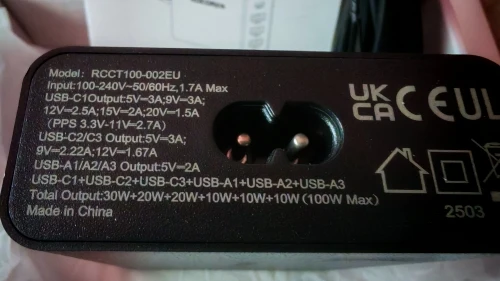 Model: RCCT100-002EU
Input:100-240V~50/60Hz,1.7A Max
USB-C1Output:5V⎓3A;9V⎓3A;
12V⎓2.5A;15V⎓2A;20V⎓1.5A
(PPS 3.3V-11V⎓2.7A)
USB-C2/C3 Output:5V⎓3A;
9V⎓2.22A;12V⎓1.67A
USB-A1/A2/A3 Output:5V⎓2A
USB-C1+USB-C2+USB-C3+USB-A1+USB-A2+USB-A3
Total Output:30W+20W+20W+10W+10W+10W (100W Max)
Made in China
UK
CA
CE
UL
2503